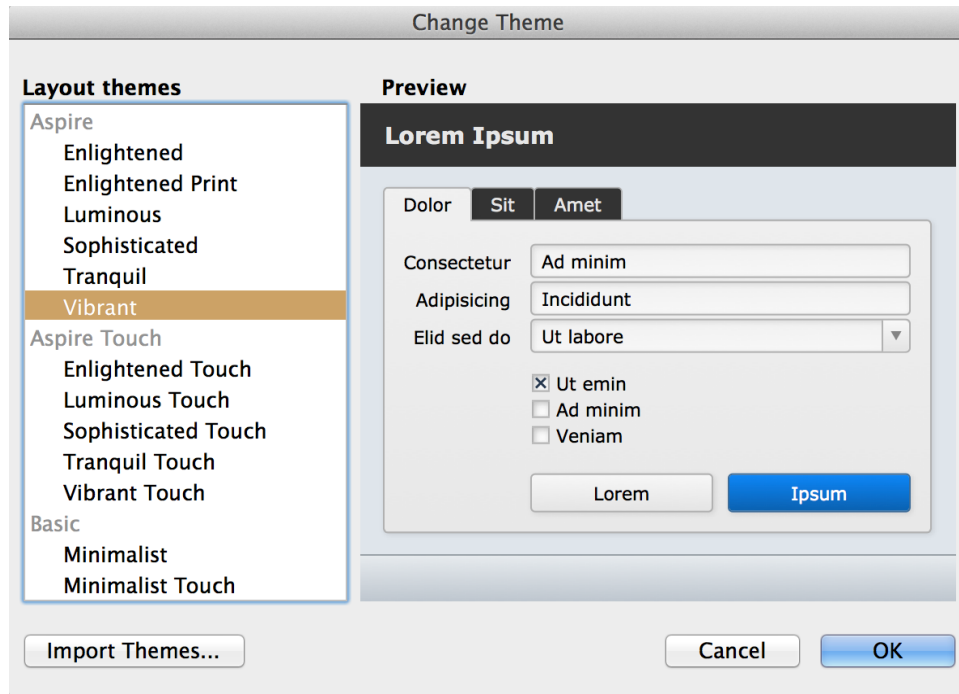 Change Theme
Layout themes
Aspire
Enlightened
Enlightened Print
Luminous
Sophisticated
Tranquil
Vibrant
Aspire Touch
Enlightened Touch
Luminous Touch
Sophisticated Touch
Tranquil Touch
Vibrant Touch
Basic
Minimalist
Minimalist Touch
Preview
Lorem Ipsum
Dolor Sit Amet
Consectetur Ad minim
Adipisicing Incididunt
Elid sed do Ut labore
Ut emin
Ad minim
Veniam
Lorem Ipsum
Import Themes... Cancel OK